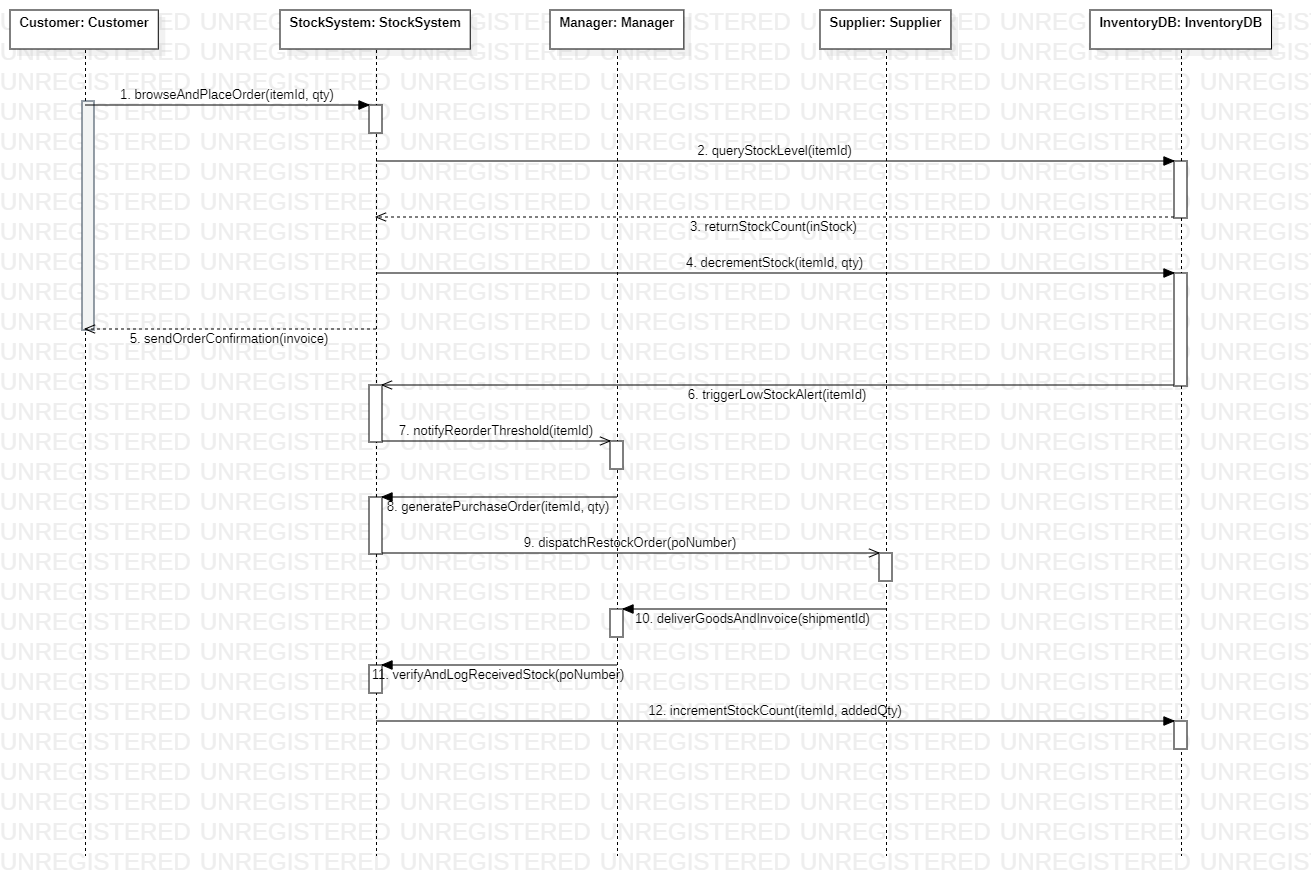 Customer: Customer
StockSystem: StockSystem
Manager: Manager
Supplier: Supplier
InventoryDB: InventoryDB
1. browseAndPlaceOrder(itemId, qty)
2. queryStockLevel(itemId)
3. returnStockCount(inStock)
4. decrementStock(itemId, qty)
5. sendOrderConfirmation(invoice)
6. triggerLowStockAlert(itemId)
7. notifyReorderThreshold(itemId)
8. generatePurchaseOrder(itemId, qty)
9. dispatchRestockOrder(poNumber)
10. deliverGoodsAndInvoice(shipmentId)
11. verifyAndLogReceivedStock(poNumber)
12. incrementStockCount(itemId, addedQty)
UNREGISTERED